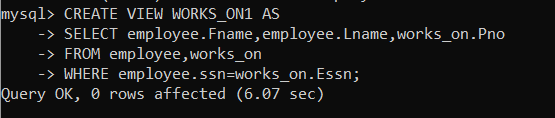 mysql> CREATE VIEW WORKS_ON1 AS
    -> SELECT employee.Fname,employee.Lname,works_on.Pno
    -> FROM employee,works_on
    -> WHERE employee.ssn=works_on.Essn;
Query OK, 0 rows affected (6.07 sec)